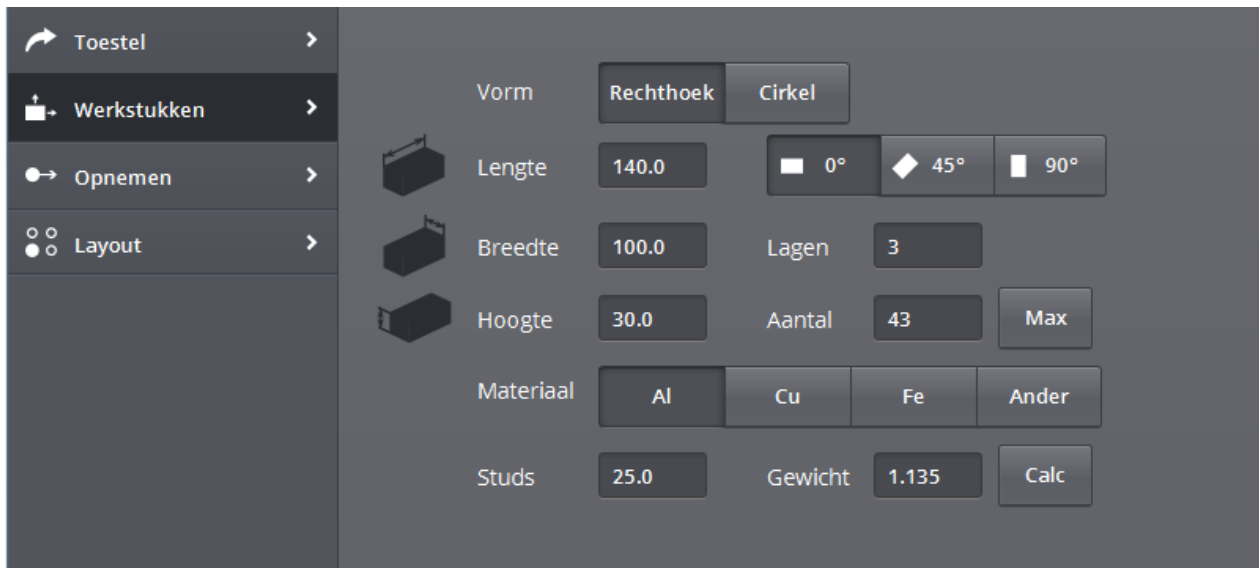 Toestel
Werkstukken
Opnemen
Layout
Vorm Rechthoek Cirkel
Lengte 140.0 0° 45° 90°
Breedte 100.0 Lagen 3
Hoogte 30.0 Aantal 43 Max
Materiaal Al Cu Fe Ander
Studs 25.0 Gewicht 1.135 Calc